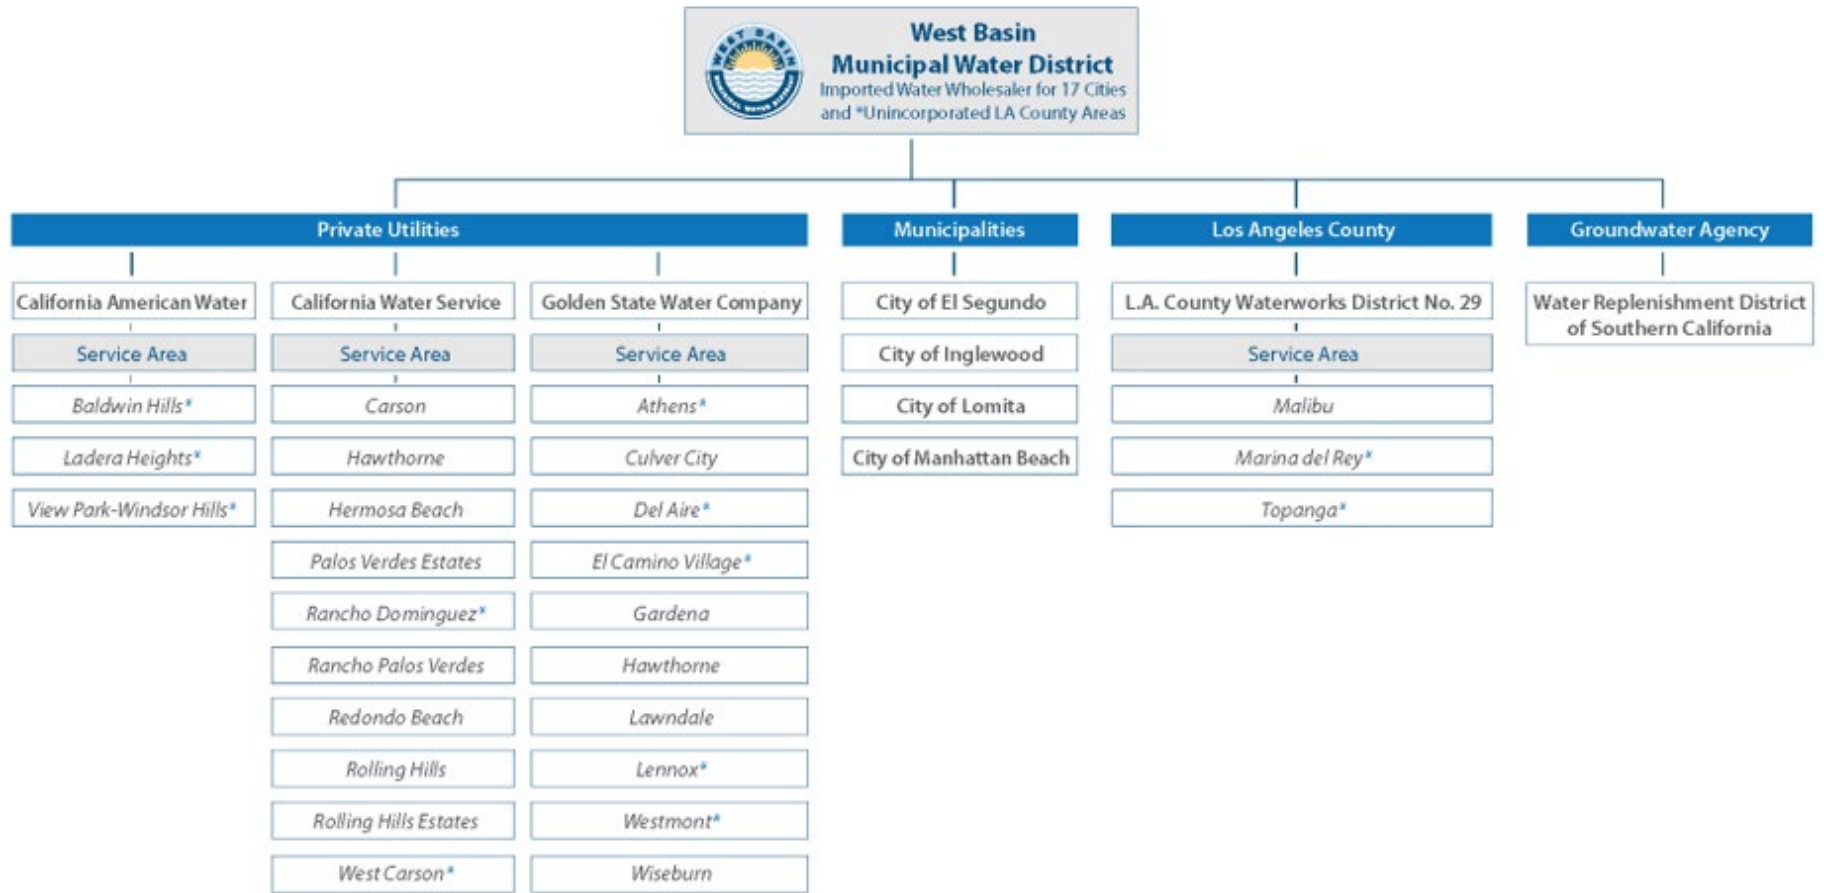 WEST BASIN
MUNICIPAL WATER DISTRICT
West Basin
Municipal Water District
Imported Water Wholesaler for 17 Cities
and *Unincorporated LA County Areas
Private Utilities
California American Water
Service Area
Baldwin Hills*
Ladera Heights*
View Park-Windsor Hills*
California Water Service
Service Area
Carson
Hawthorne
Hermosa Beach
Palos Verdes Estates
Rancho Dominguez*
Rancho Palos Verdes
Redondo Beach
Rolling Hills
Rolling Hills Estates
West Carson*
Golden State Water Company
Service Area
Athens*
Culver City
Del Aire*
El Camino Village*
Gardena
Hawthorne
Lawndale
Lennox*
Westmont*
Wiseburn
Municipalities
City of El Segundo
City of Inglewood
City of Lomita
City of Manhattan Beach
Los Angeles County
L.A. County Waterworks District No. 29
Service Area
Malibu
Marina del Rey*
Topanga*
Groundwater Agency
Water Replenishment District
of Southern California